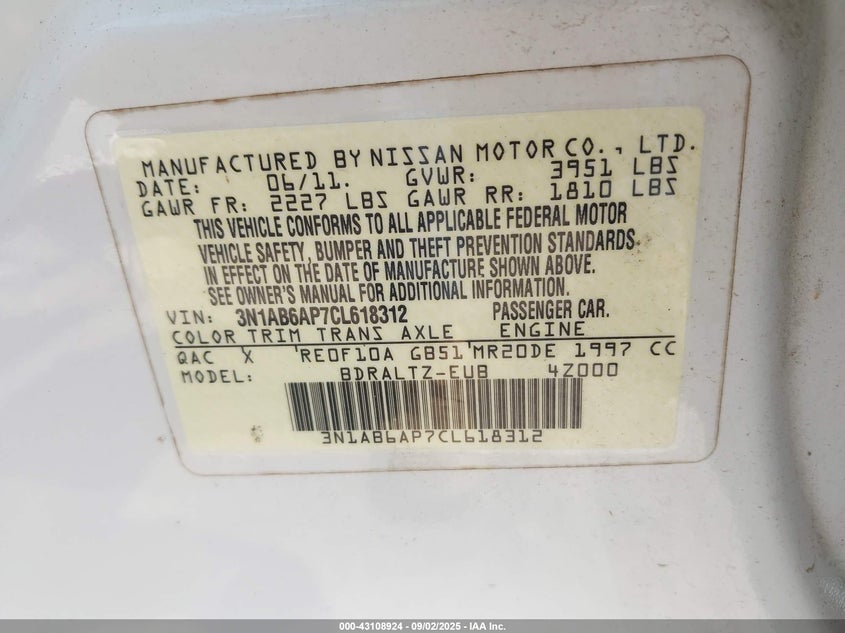 MANUFACTURED BY NISSAN MOTOR CO., LTD.
DATE: 06/11. GVWR: 3951 LBS
GAWR FR: 2227 LBS GAWR RR: 1810 LBS
THIS VEHICLE CONFORMS TO ALL APPLICABLE FEDERAL MOTOR
VEHICLE SAFETY, BUMPER AND THEFT PREVENTION STANDARDS
IN EFFECT ON THE DATE OF MANUFACTURE SHOWN ABOVE.
SEE OWNER'S MANUAL FOR ADDITIONAL INFORMATION.
VIN: 3N1AB6AP7CL618312 PASSENGER CAR.
COLOR TRIM TRANS AXLE ENGINE
QAC X RE0F10A GB51 MR20DE 1997 CC
MODEL: BDRALTZ-EUB 4Z000
3N1AB6AP7CL618312
000-43108924 - 09/02/2025 - IAA Inc.